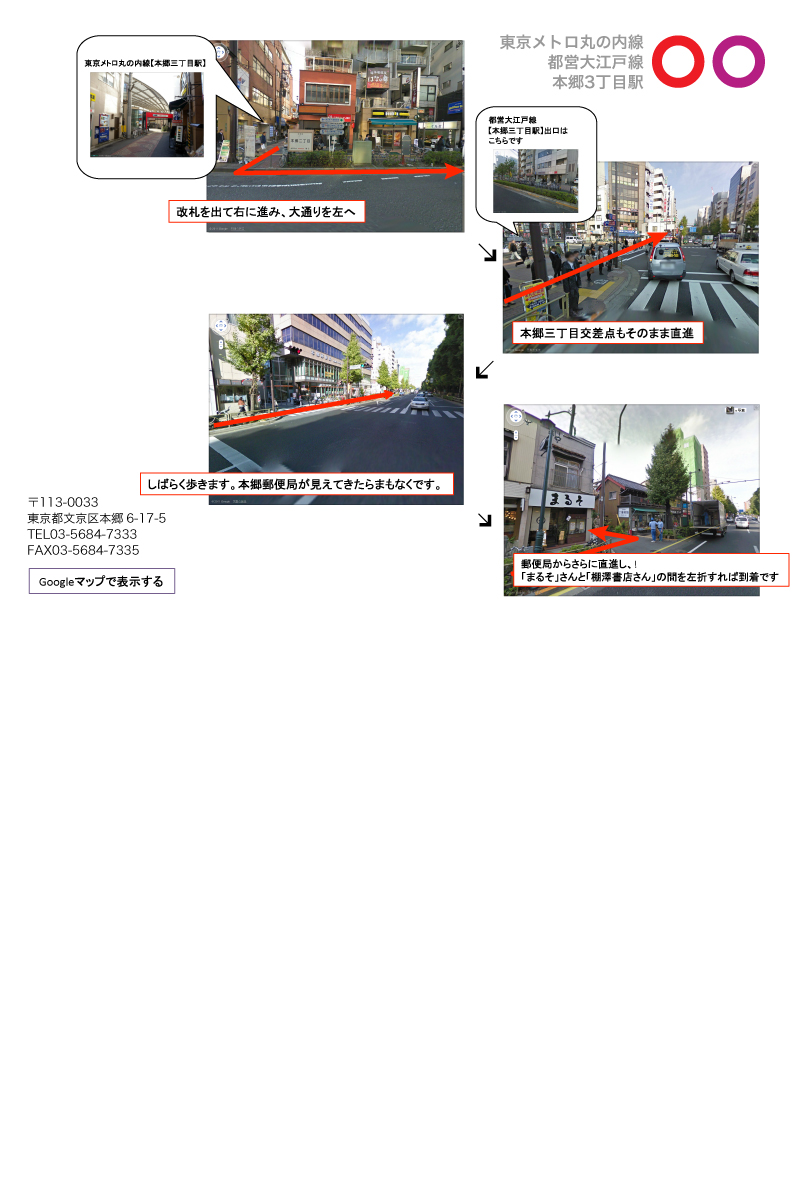 東京メトロ丸の内線
都営大江戸線
本郷3丁目駅
東京メトロ丸の内線【本郷三丁目駅】
改札を出て右に進み、大通りを左へ
都営大江戸線
【本郷三丁目駅】出口は
こちらです
本郷三丁目交差点もそのまま直進
しばらく歩きます。本郷郵便局が見えてきたらまもなくです。
まるそ
郵便局からさらに直進し、!
「まるそ」さんと「棚澤書店さん」の間を左折すれば到着です
〒113-0033
東京都文京区本郷 6-17-5
TEL03-5684-7333
FAX03-5684-7335
Googleマップで表示する